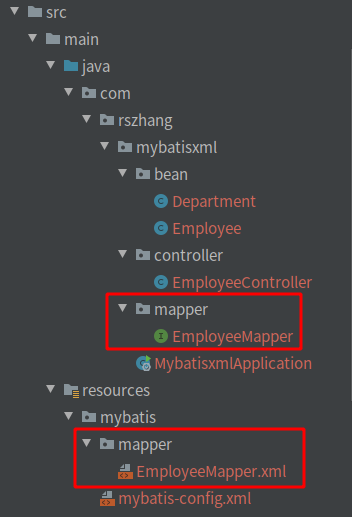 src
main
java
com
rszhang
mybatisxml
bean
Department
Employee
controller
EmployeeController
mapper
EmployeeMapper
MybatisxmlApplication
resources
mybatis
mapper
EmployeeMapper.xml
mybatis-config.xml